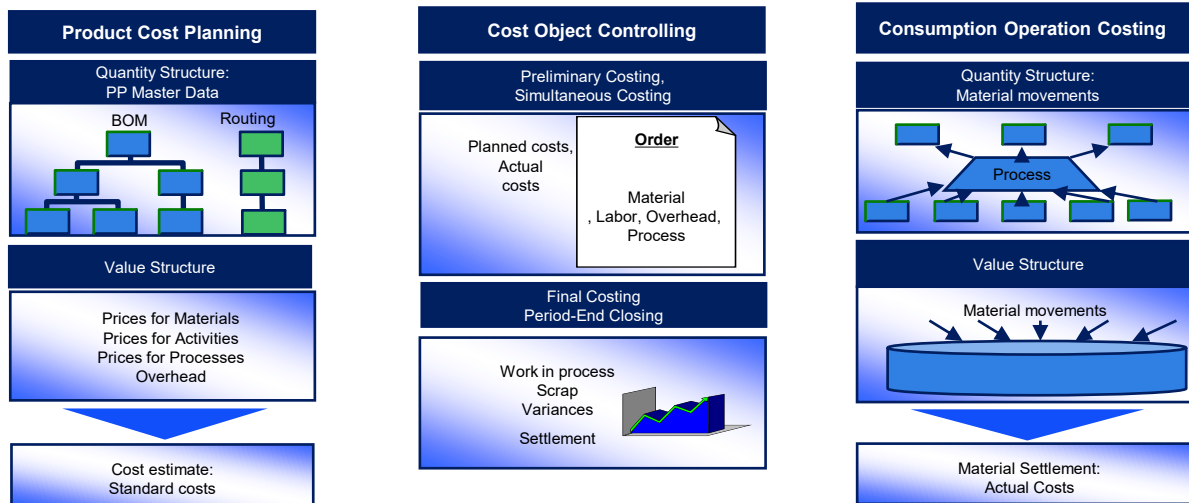 Product Cost Planning
Quantity Structure:
PP Master Data
BOM
Routing
Value Structure
Prices for Materials
Prices for Activities
Prices for Processes
Overhead
Cost estimate:
Standard costs
Cost Object Controlling
Preliminary Costing,
Simultaneous Costing
Planned costs,
Actual
costs
Order
Material
, Labor, Overhead,
Process
Final Costing
Period-End Closing
Work in process
Scrap
Variances
Settlement
Consumption Operation Costing
Quantity Structure:
Material movements
Process
Value Structure
Material movements
Material Settlement:
Actual Costs